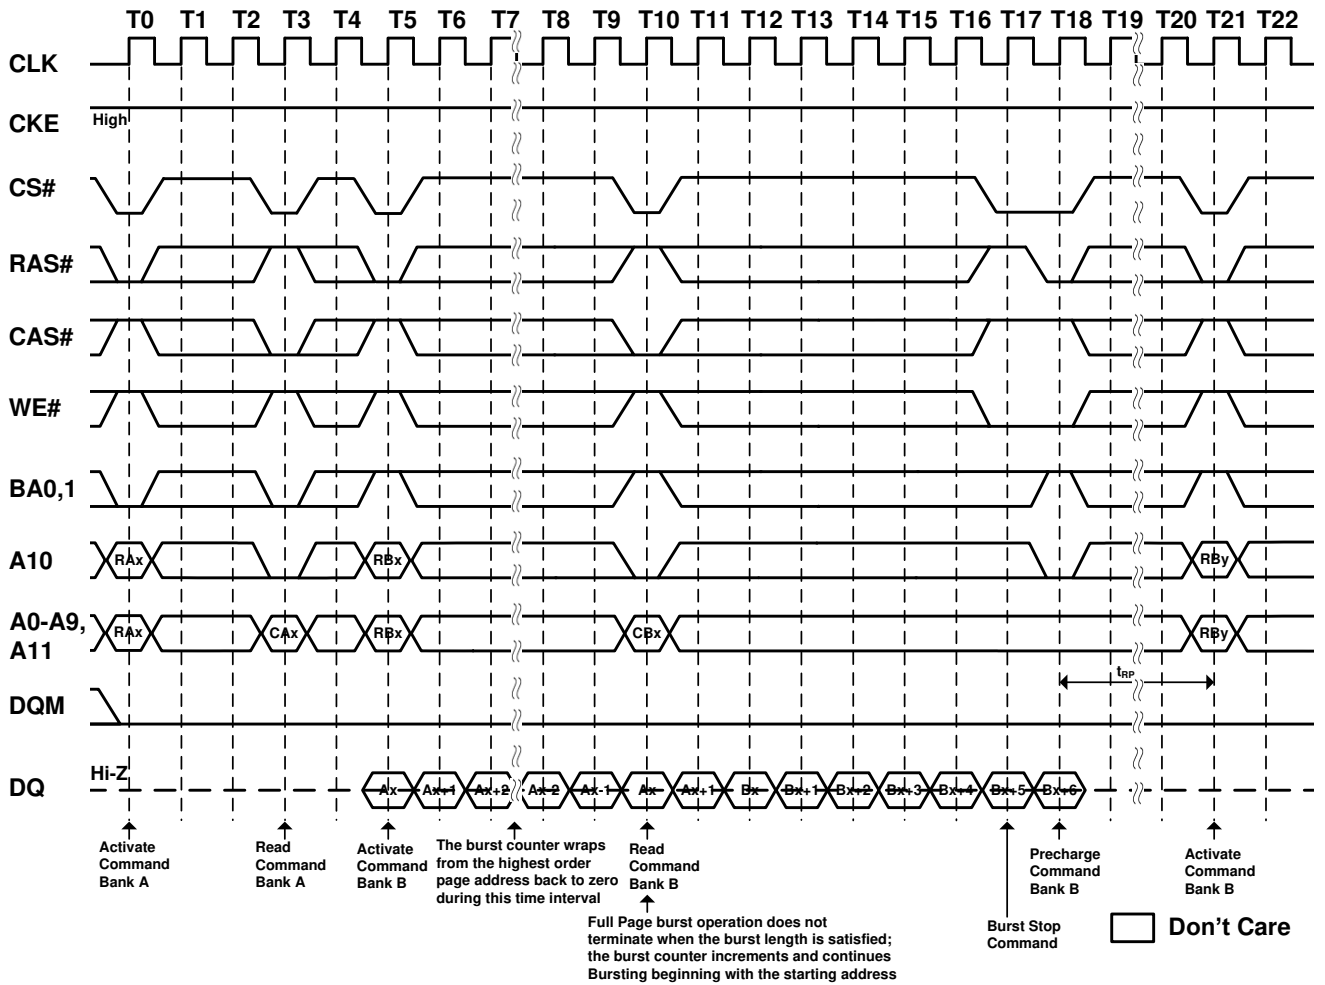 T0 T1 T2 T3 T4 T5 T6 T7 T8 T9 T10 T11 T12 T13 T14 T15 T16 T17 T18 T19 T20 T21 T22
CLK
CKE High
CS#
RAS#
CAS#
WE#
BA0,1
A10 RAx RBx RBy
A0-A9,
A11
RAx CAx RBx CBx RBy
tRP
DQM
DQ Hi-Z Ax Ax+1 Ax+2 Ax-2 Ax-1 Ax Ax+1 Bx Bx+1 Bx+2 Bx+3 Bx+4 Bx+5 Bx+6
Activate
Command
Bank A
Read
Command
Bank A
Activate
Command
Bank B
The burst counter wraps
from the highest order
page address back to zero
during this time interval
Read
Command
Bank B
Full Page burst operation does not
terminate when the burst length is satisfied;
the burst counter increments and continues
Bursting beginning with the starting address
Burst Stop
Command
Precharge
Command
Bank B
Activate
Command
Bank B
Don't Care